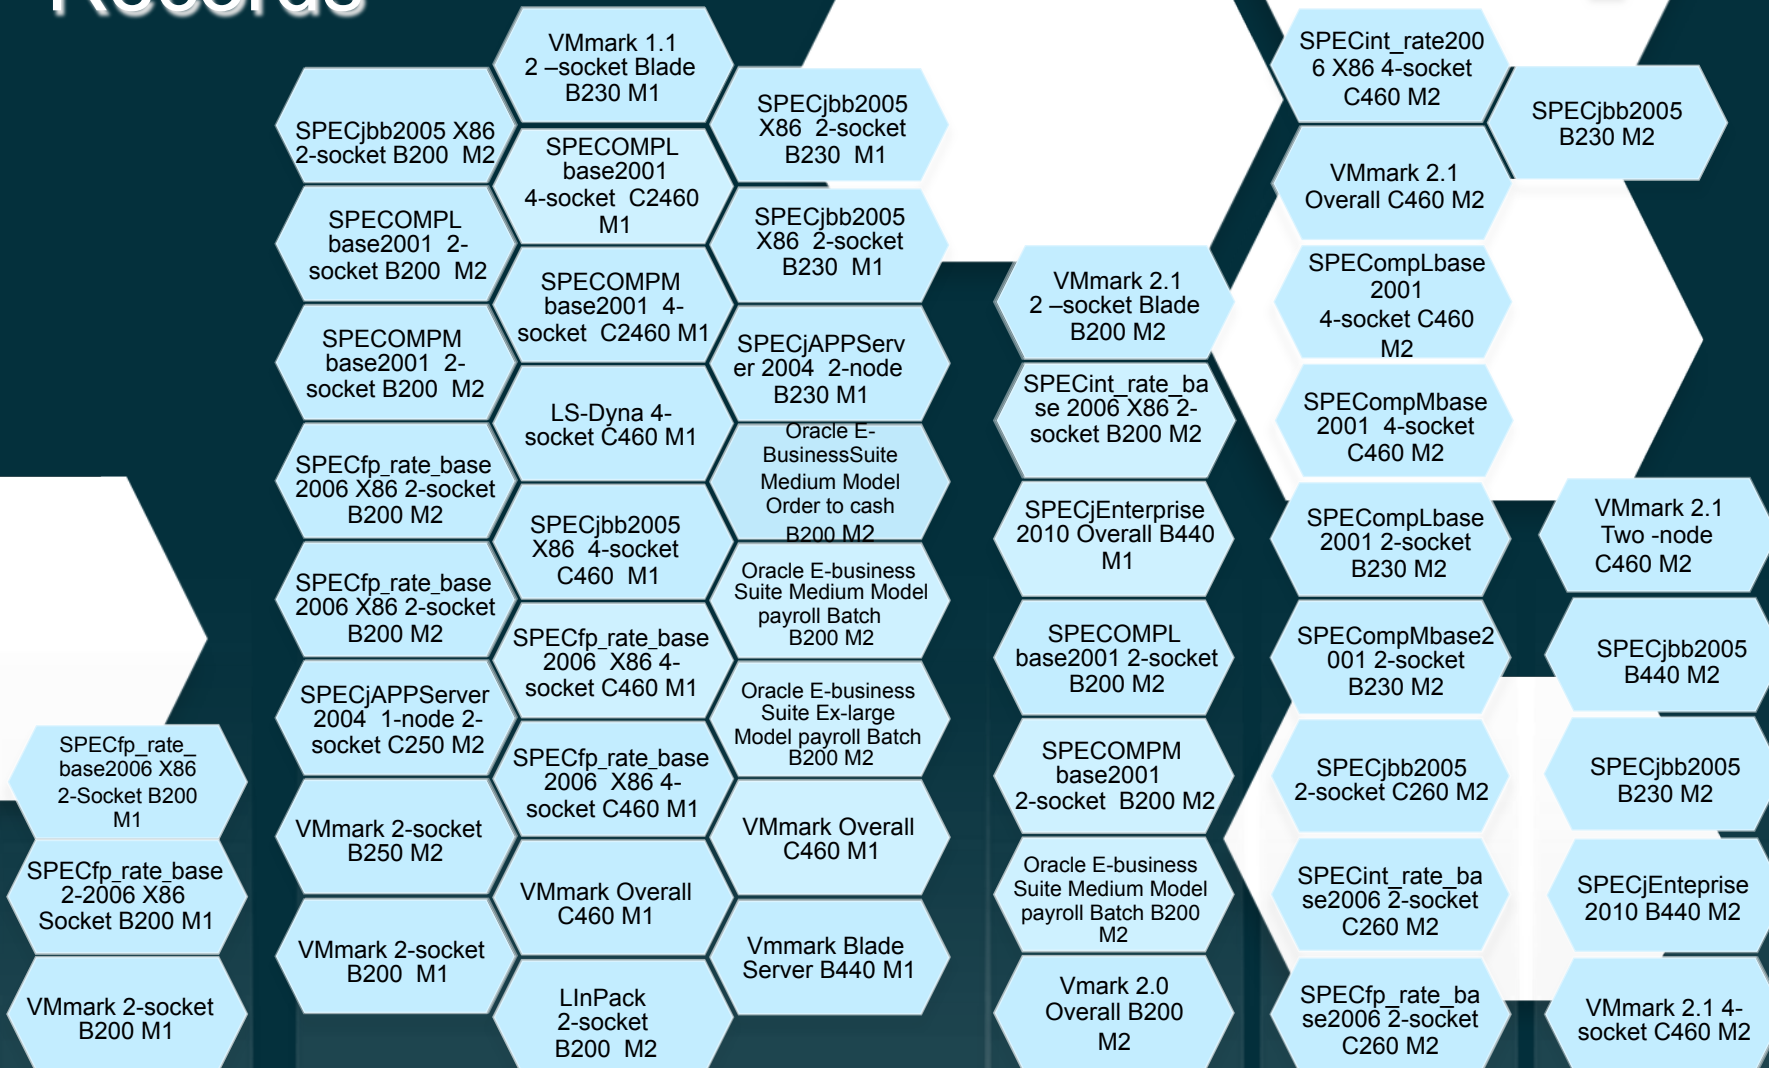 Records
SPECfp_rate_
base2006 X86
2-Socket B200
M1
SPECfp_rate_base
2-2006 X86
Socket B200 M1
VMmark 2-socket
B200 M1
SPECjbb2005 X86
2-socket B200 M2
SPECOMPL
base2001 2-
socket B200 M2
SPECOMPM
base2001 2-
socket B200 M2
SPECfp_rate_base
2006 X86 2-socket
B200 M2
SPECfp_rate_base
2006 X86 2-socket
B200 M2
SPECjAPPServer
2004 1-node 2-
socket C250 M2
VMmark 2-socket
B250 M2
VMmark 2-socket
B200 M1
VMmark 1.1
2 –socket Blade
B230 M1
SPECOMPL
base2001
4-socket C2460
M1
SPECOMPM
base2001 4-
socket C2460 M1
LS-Dyna 4-
socket C460 M1
SPECjbb2005
X86 4-socket
C460 M1
SPECfp_rate_base
2006 X86 4-
socket C460 M1
SPECfp_rate_base
2006 X86 4-
socket C460 M1
VMmark Overall
C460 M1
LInPack
2-socket
B200 M2
SPECjbb2005
X86 2-socket
B230 M1
SPECjbb2005
X86 2-socket
B230 M1
SPECjAPPServ
er 2004 2-node
B230 M1
Oracle E-
BusinessSuite
Medium Model
Order to cash
B200 M2
Oracle E-business
Suite Medium Model
payroll Batch
B200 M2
Oracle E-business
Suite Ex-large
Model payroll Batch
B200 M2
VMmark Overall
C460 M1
Vmmark Blade
Server B440 M1
VMmark 2.1
2 –socket Blade
B200 M2
SPECint_rate_ba
se 2006 X86 2-
socket B200 M2
SPECjEnterprise
2010 Overall B440
M1
SPECOMPL
base2001 2-socket
B200 M2
SPECOMPM
base2001
2-socket B200 M2
Oracle E-business
Suite Medium Model
payroll Batch B200
M2
Vmark 2.0
Overall B200
M2
SPECint_rate200
6 X86 4-socket
C460 M2
VMmark 2.1
Overall C460 M2
SPECompLbase
2001
4-socket C460
M2
SPECompMbase
2001 4-socket
C460 M2
SPECompLbase
2001 2-socket
B230 M2
SPECompMbase2
001 2-socket
B230 M2
SPECjbb2005
2-socket C260 M2
SPECint_rate_ba
se2006 2-socket
C260 M2
SPECfp_rate_ba
se2006 2-socket
C260 M2
SPECjbb2005
B230 M2
VMmark 2.1
Two -node
C460 M2
SPECjbb2005
B440 M2
SPECjbb2005
B230 M2
SPECjEnteprise
2010 B440 M2
VMmark 2.1 4-
socket C460 M2